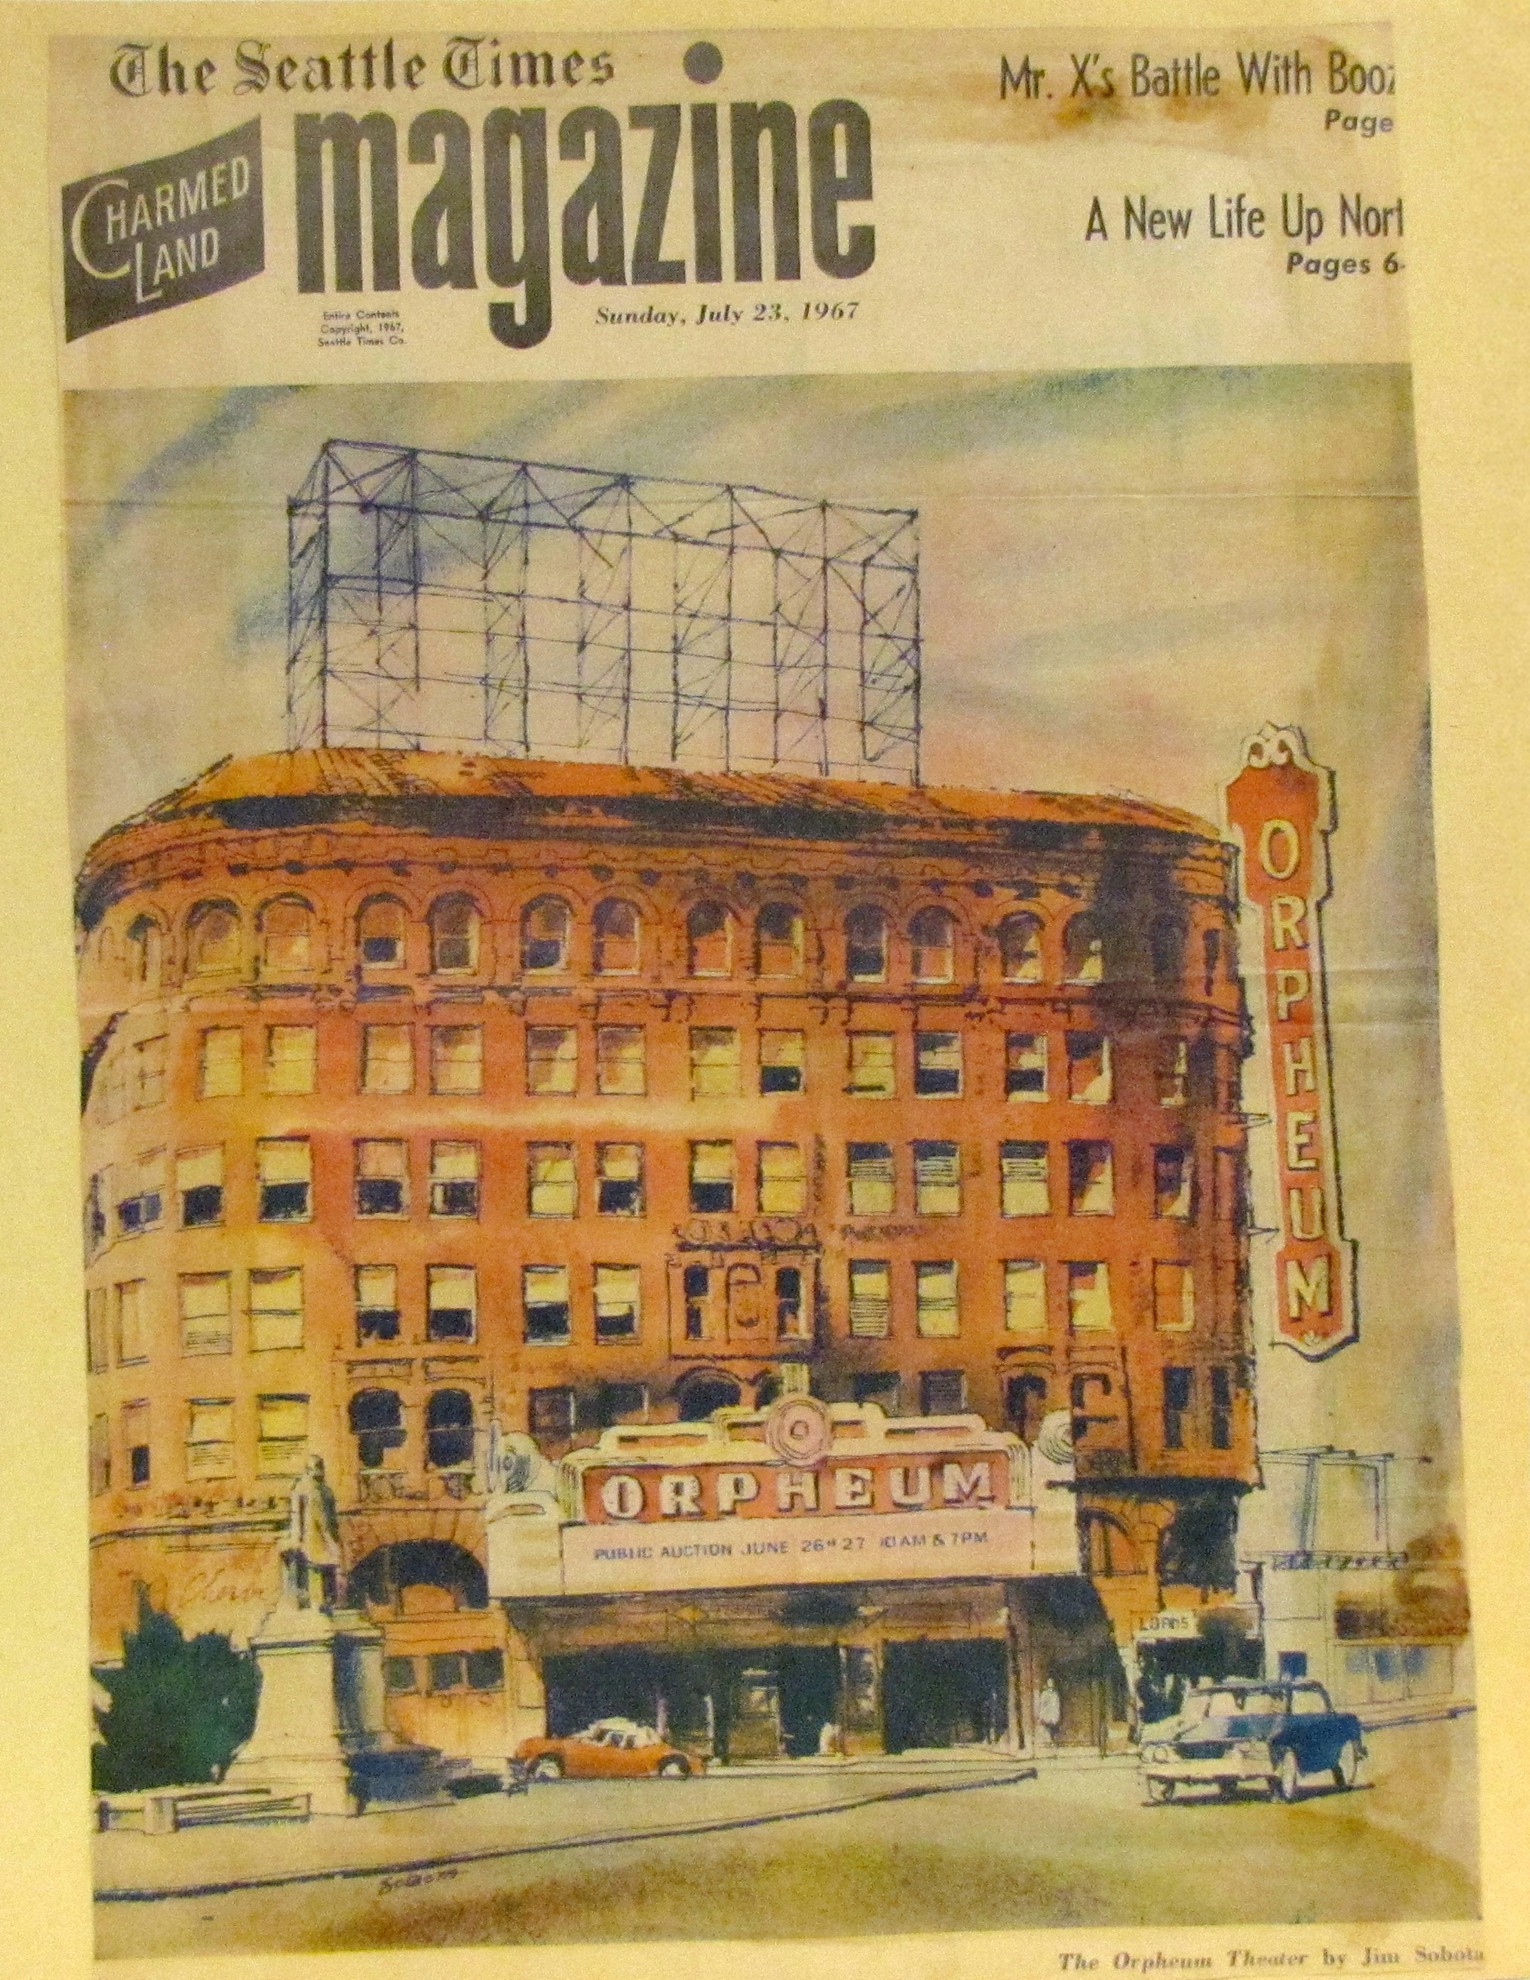 The Seattle Times
magazine
CHARMED
LAND
Mr. X's Battle With Booz
Page
A New Life Up Nort
Pages 6-
Entire Contents
Copyright, 1967,
Seattle Times Co.
Sunday, July 23, 1967
ORPHEUM
ORPHEUM
PUBLIC AUCTION JUNE 26 27 10AM & 7PM
LOANS
Sobota
The Orpheum Theater by Jim Sobota